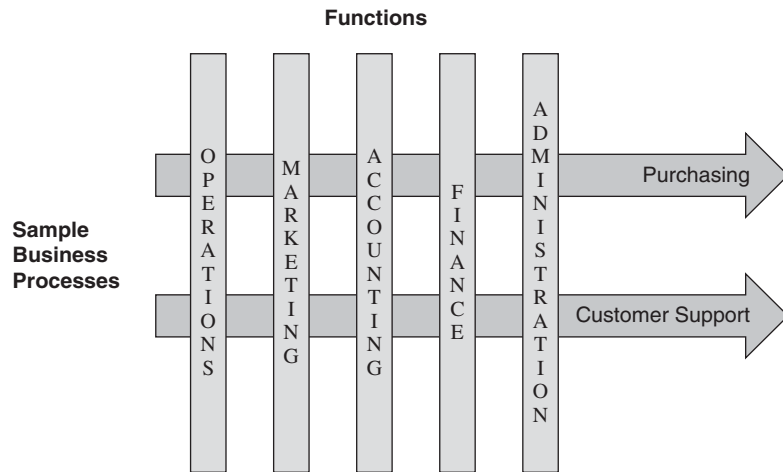 Functions
OPERATIONS
MARKETING
ACCOUNTING
FINANCE
ADMINISTRATION
Purchasing
Sample
Business
Processes
Customer Support